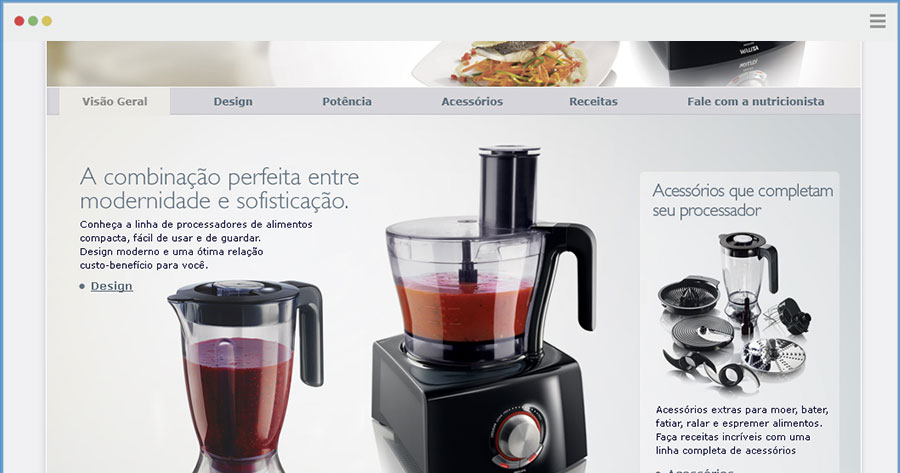 WALITA
Visão Geral
Design
Potência
Acessórios
Receitas
Fale com a nutricionista
A combinação perfeita entre
modernidade e sofisticação.
Conheça a linha de processadores de alimentos
compacta, fácil de usar e de guardar.
Design moderno e uma ótima relação
custo-benefício para você.
• Design
Acessórios que completam
seu processador
Acessórios extras para moer, bater,
fatiar, ralar e espremer alimentos.
Faça receitas incríveis com uma
linha completa de acessórios
• Acessórios